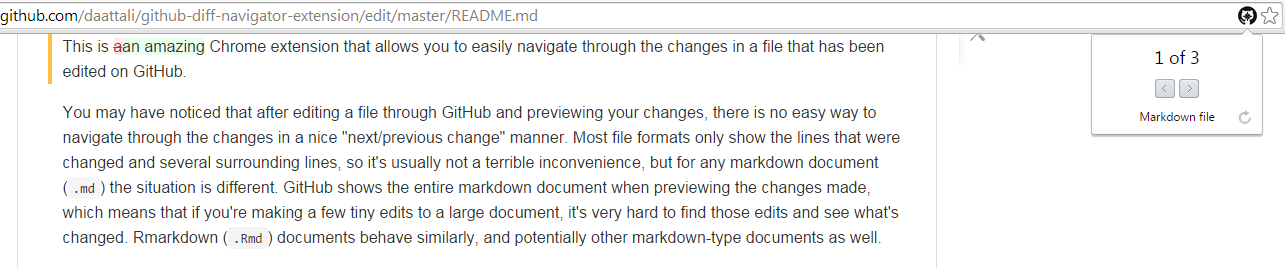 github.com/daattali/github-diff-navigator-extension/edit/master/README.md
This is aan amazing Chrome extension that allows you to easily navigate through the changes in a file that has been
edited on GitHub.
You may have noticed that after editing a file through GitHub and previewing your changes, there is no easy way to
navigate through the changes in a nice "next/previous change" manner. Most file formats only show the lines that were
changed and several surrounding lines, so it's usually not a terrible inconvenience, but for any markdown document
( .md ) the situation is different. GitHub shows the entire markdown document when previewing the changes made,
which means that if you're making a few tiny edits to a large document, it's very hard to find those edits and see what's
changed. Rmarkdown ( .Rmd ) documents behave similarly, and potentially other markdown-type documents as well.
1 of 3
< >
Markdown file